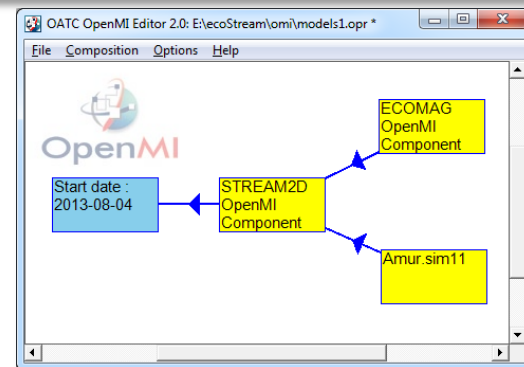 OATC OpenMI Editor 2.0: E:\ecoStream\omi\models1.opr *
File Composition Options Help
OpenMI
ECOMAG
OpenMI
Component
Start date :
2013-08-04
STREAM2D
OpenMI
Component
Amur.sim11